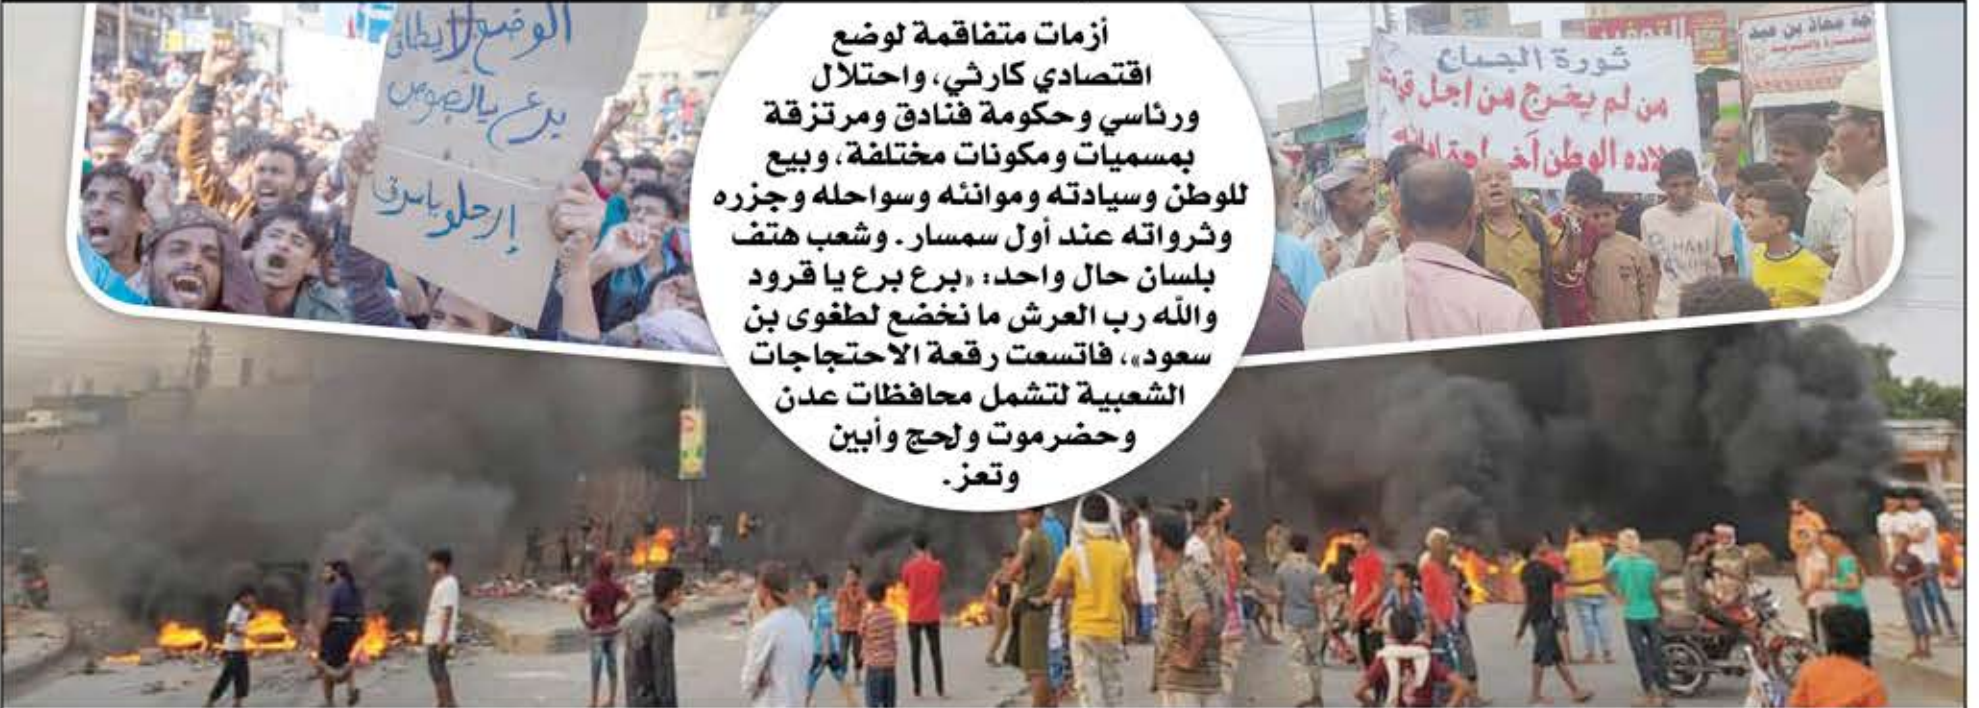 أزمات متفاقمة لوضع
اقتصادي كارثي، واحتلال
ورئاسي وحكومة فنادق ومرتزقة
بمسميات ومكونات مختلفة، وبيع
للوطن وسيادته وموانئه وسواحله وجزره
وثرواته عند أول سمسار. وشعب هتف
بلسان حال واحد: «برع برع يا قرود
والله رب العرش ما نخضع لطغوى بن
سعود»، فاتسعت رقعة الاحتجاجات
الشعبية لتشمل محافظات عدن
وحضرموت ولحج وأبين
وتعز.
ثورة الجياع
من لم يخرج من اجل قوت
الوطن
معاذ بن
الوضع لا يطاق
برع يا لصوص
إرحلو يا سرق